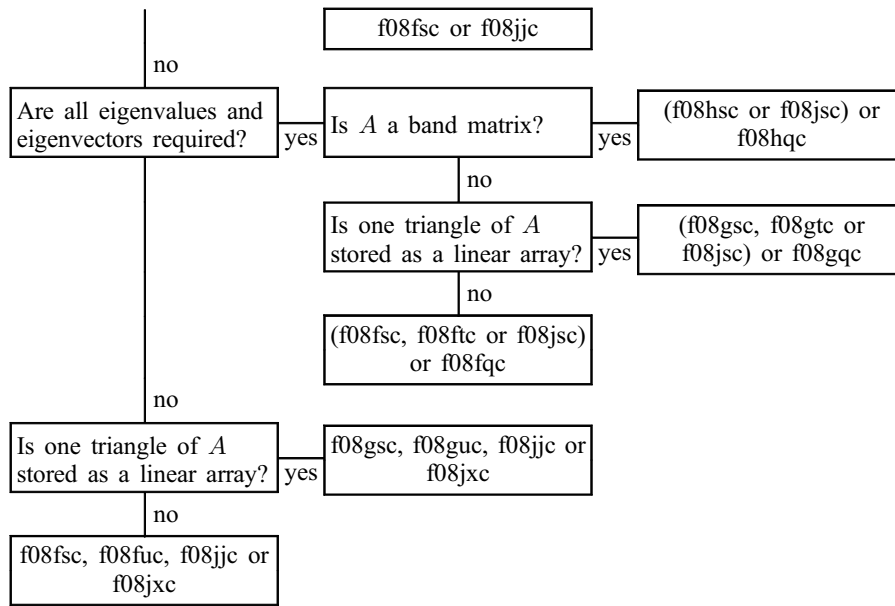 f08fsc or f08jjc
no
Are all eigenvalues and
eigenvectors required?
yes
Is A a band matrix?
yes
(f08hsc or f08jsc) or
f08hqc
no
Is one triangle of A
stored as a linear array?
yes
(f08gsc, f08gtc or
f08jsc) or f08gqc
no
(f08fsc, f08ftc or f08jsc)
or f08fqc
no
Is one triangle of A
stored as a linear array?
yes
f08gsc, f08guc, f08jjc or
f08jxc
no
f08fsc, f08fuc, f08jjc or
f08jxc